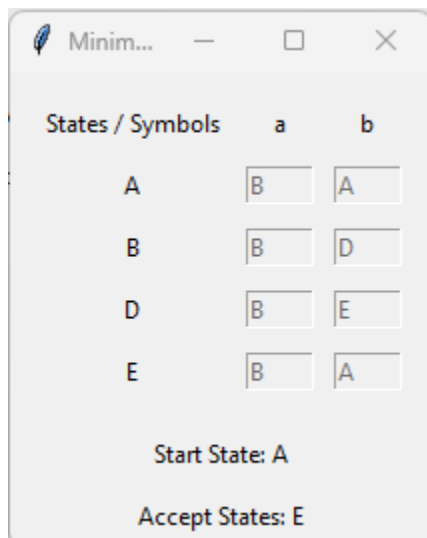 Minim...
States / Symbols a b
A B A
B B D
D B E
E B A
Start State: A
Accept States: E